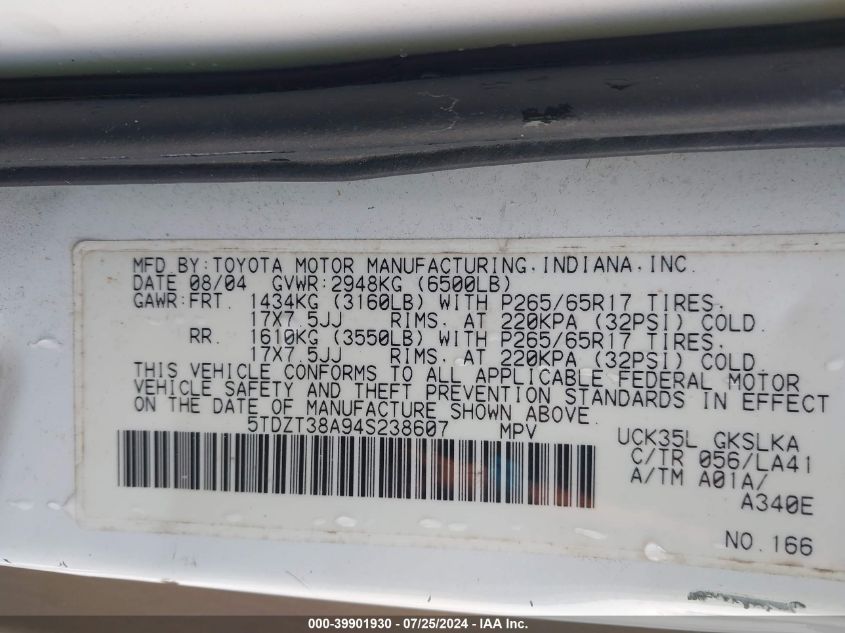 MFD BY:TOYOTA MOTOR MANUFACTURING,INDIANA,INC.
DATE 08/04 GVWR:2948KG (6500LB)
GAWR:FRT. 1434KG (3160LB) WITH P265/65R17 TIRES,
17X7.5JJ RIMS, AT 220KPA (32PSI) COLD.
RR. 1610KG (3550LB) WITH P265/65R17 TIRES,
17X7.5JJ RIMS, AT 220KPA (32PSI) COLD.
THIS VEHICLE CONFORMS TO ALL APPLICABLE FEDERAL MOTOR
VEHICLE SAFETY AND THEFT PREVENTION STANDARDS IN EFFECT
ON THE DATE OF MANUFACTURE SHOWN ABOVE.
5TDZT38A94S238607 MPV
UCK35L GKSLKA
C/TR 056/LA41
A/TM A01A/
A340E
NO.166
000-39901930 - 07/25/2024 - IAA Inc.